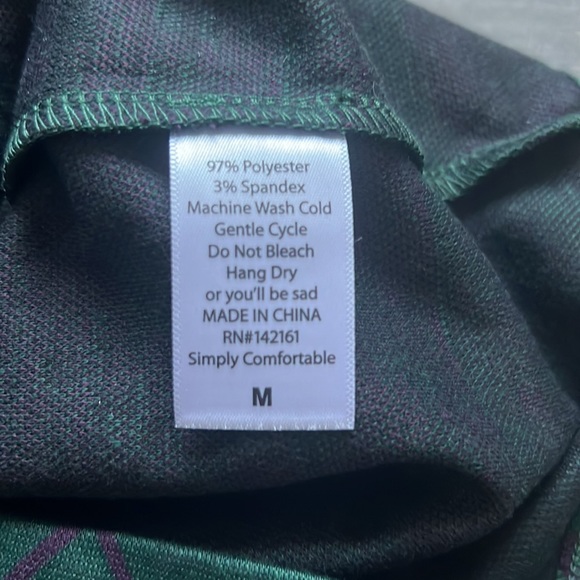 97% Polyester
3% Spandex
Machine Wash Cold
Gentle Cycle
Do Not Bleach
Hang Dry
or you'll be sad
MADE IN CHINA
RN#142161
Simply Comfortable
M